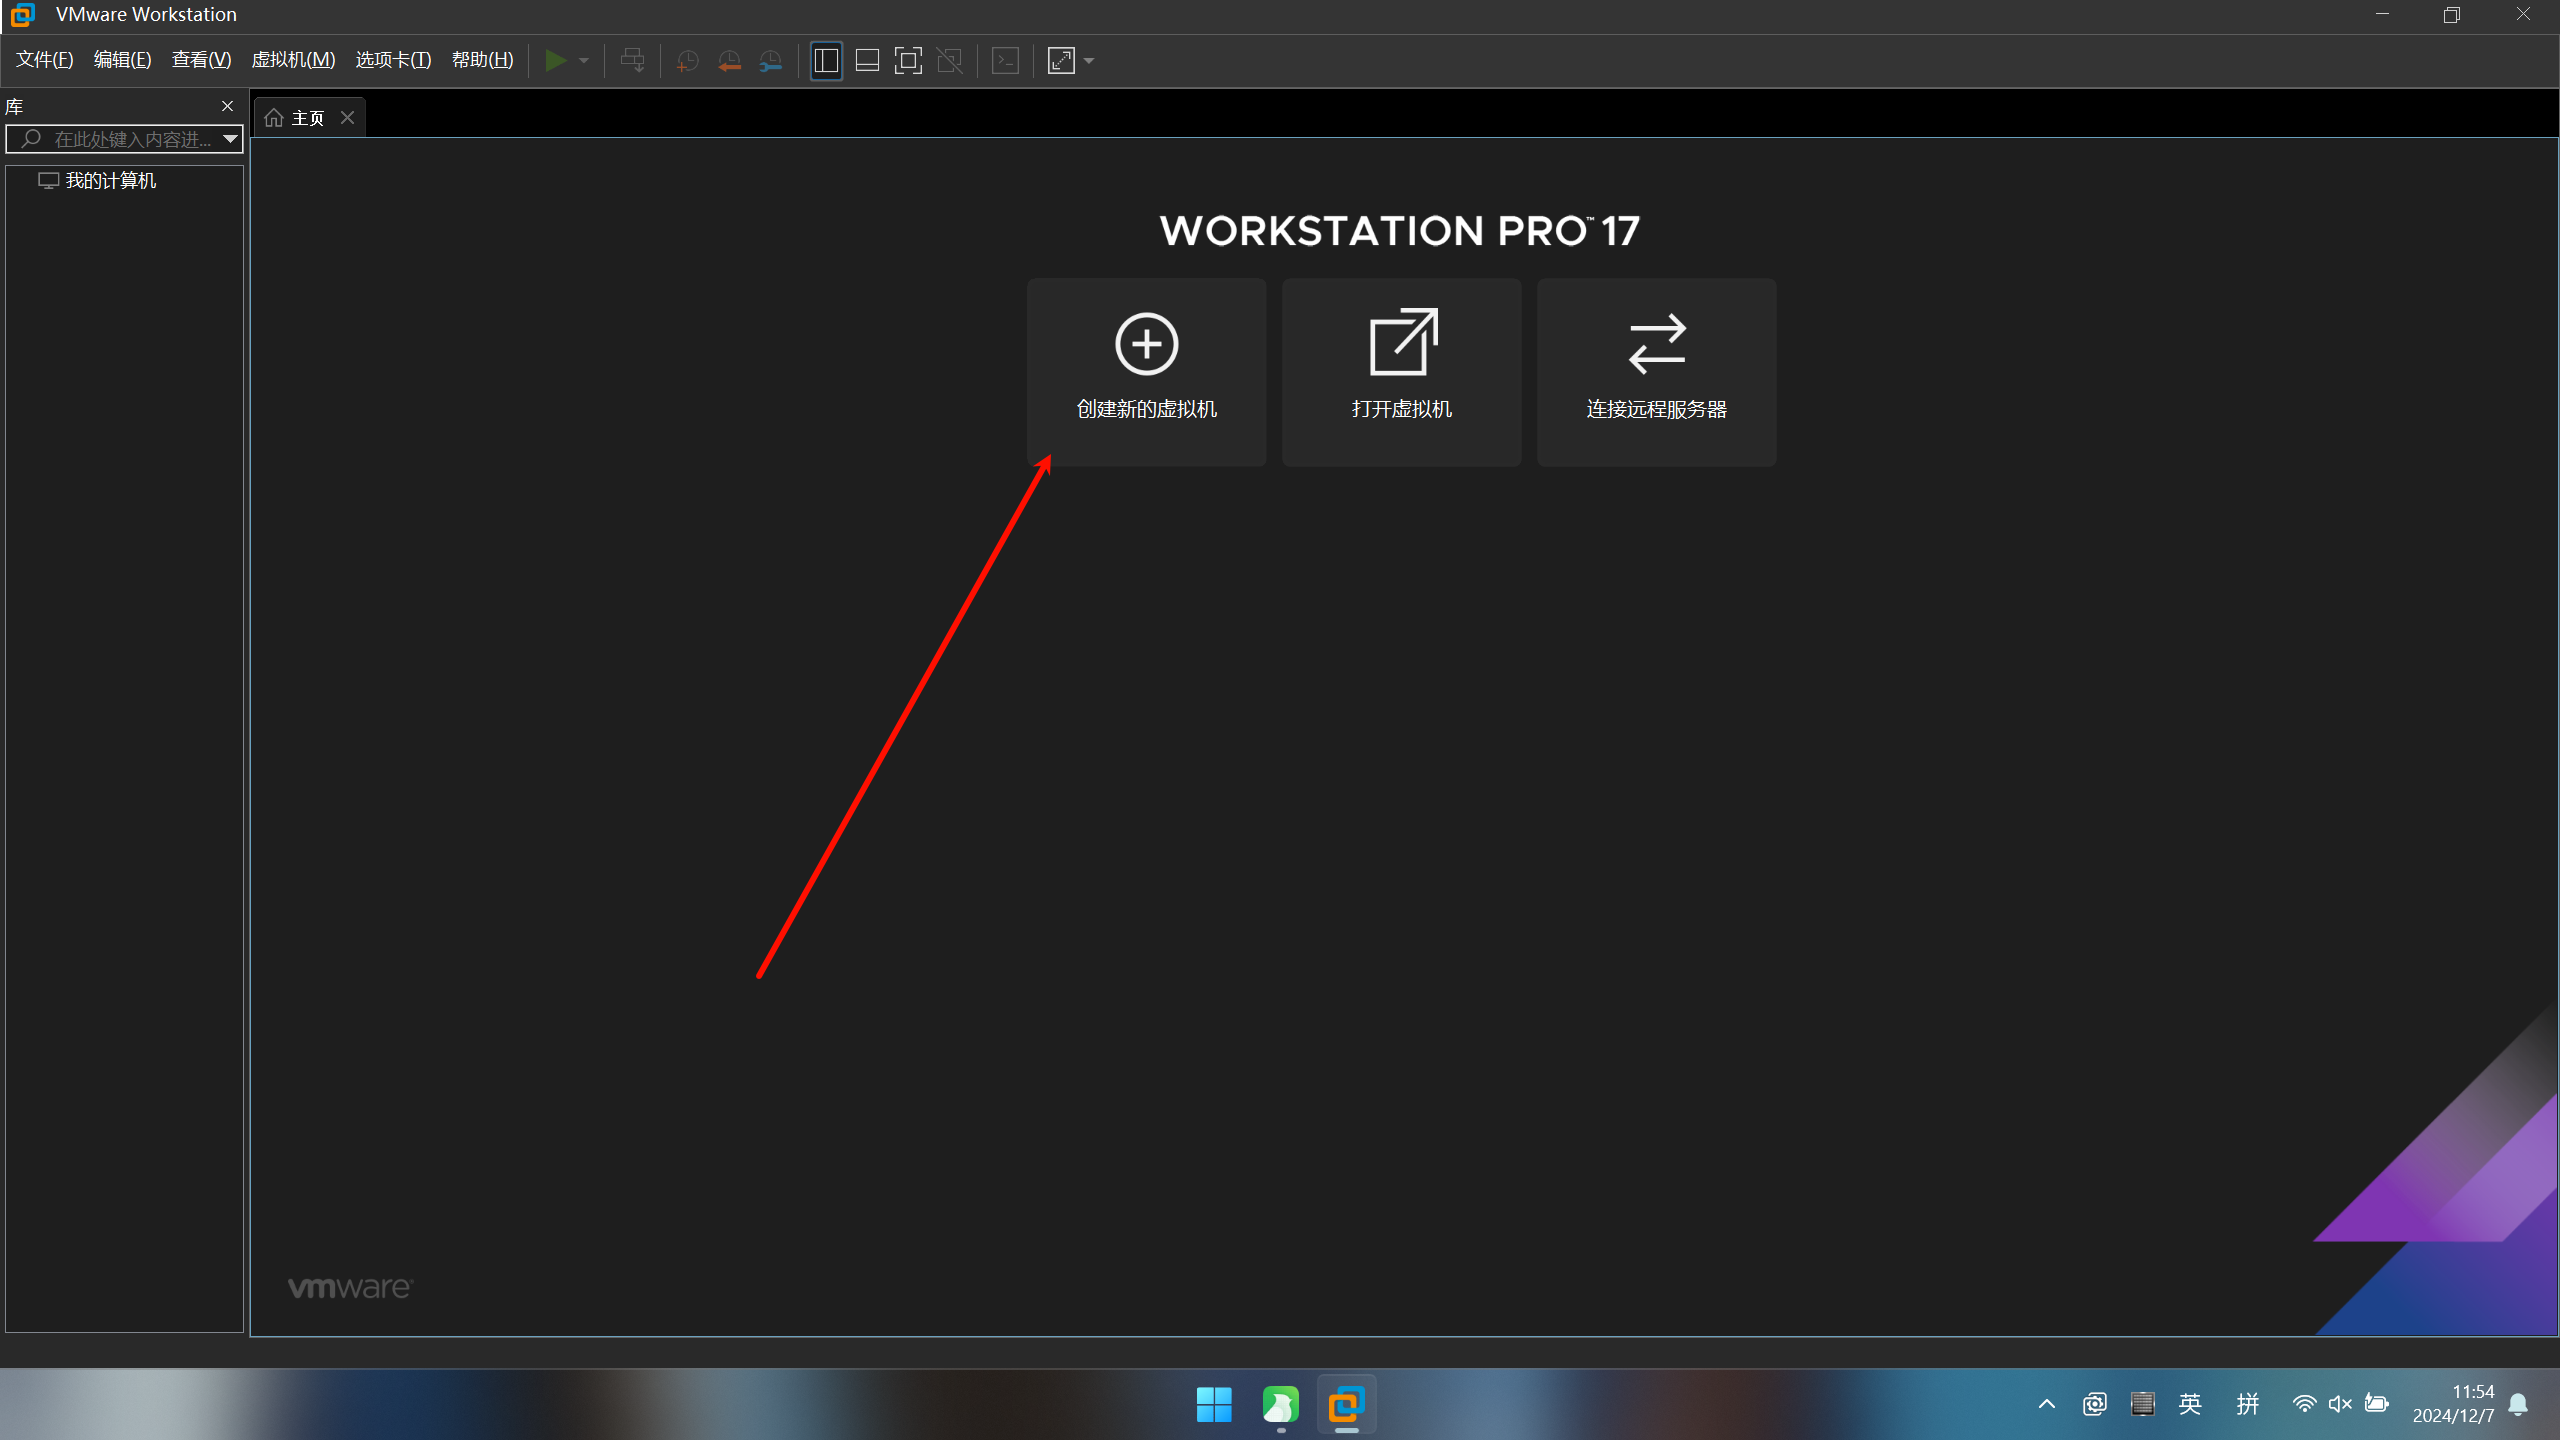 VMware Workstation
文件(F) 编辑(E) 查看(V) 虚拟机(M) 选项卡(T) 帮助(H)
库
在此处键入内容进...
我的计算机
主页
WORKSTATION PRO™ 17
创建新的虚拟机
打开虚拟机
连接远程服务器
vmware®
英 拼
11:54
2024/12/7